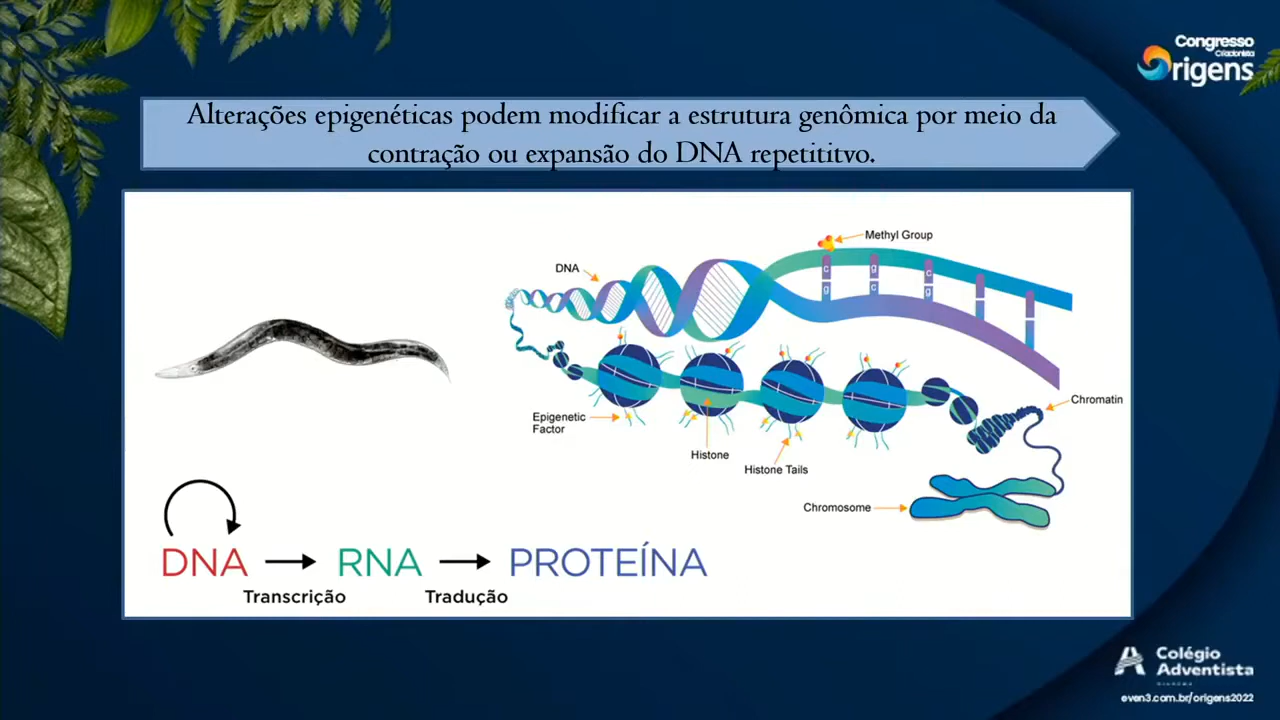 Congresso
Criacionista
Origens
Alterações epigenéticas podem modificar a estrutura genômica por meio da
contração ou expansão do DNA repetititvo.
Methyl Group
DNA
c g c
g c g
Epigenetic
Factor
Histone
Histone Tails
Chromatin
Chromosome
DNA → RNA → PROTEÍNA
Transcrição Tradução
Colégio
Adventista
even3.com.br/origens2022